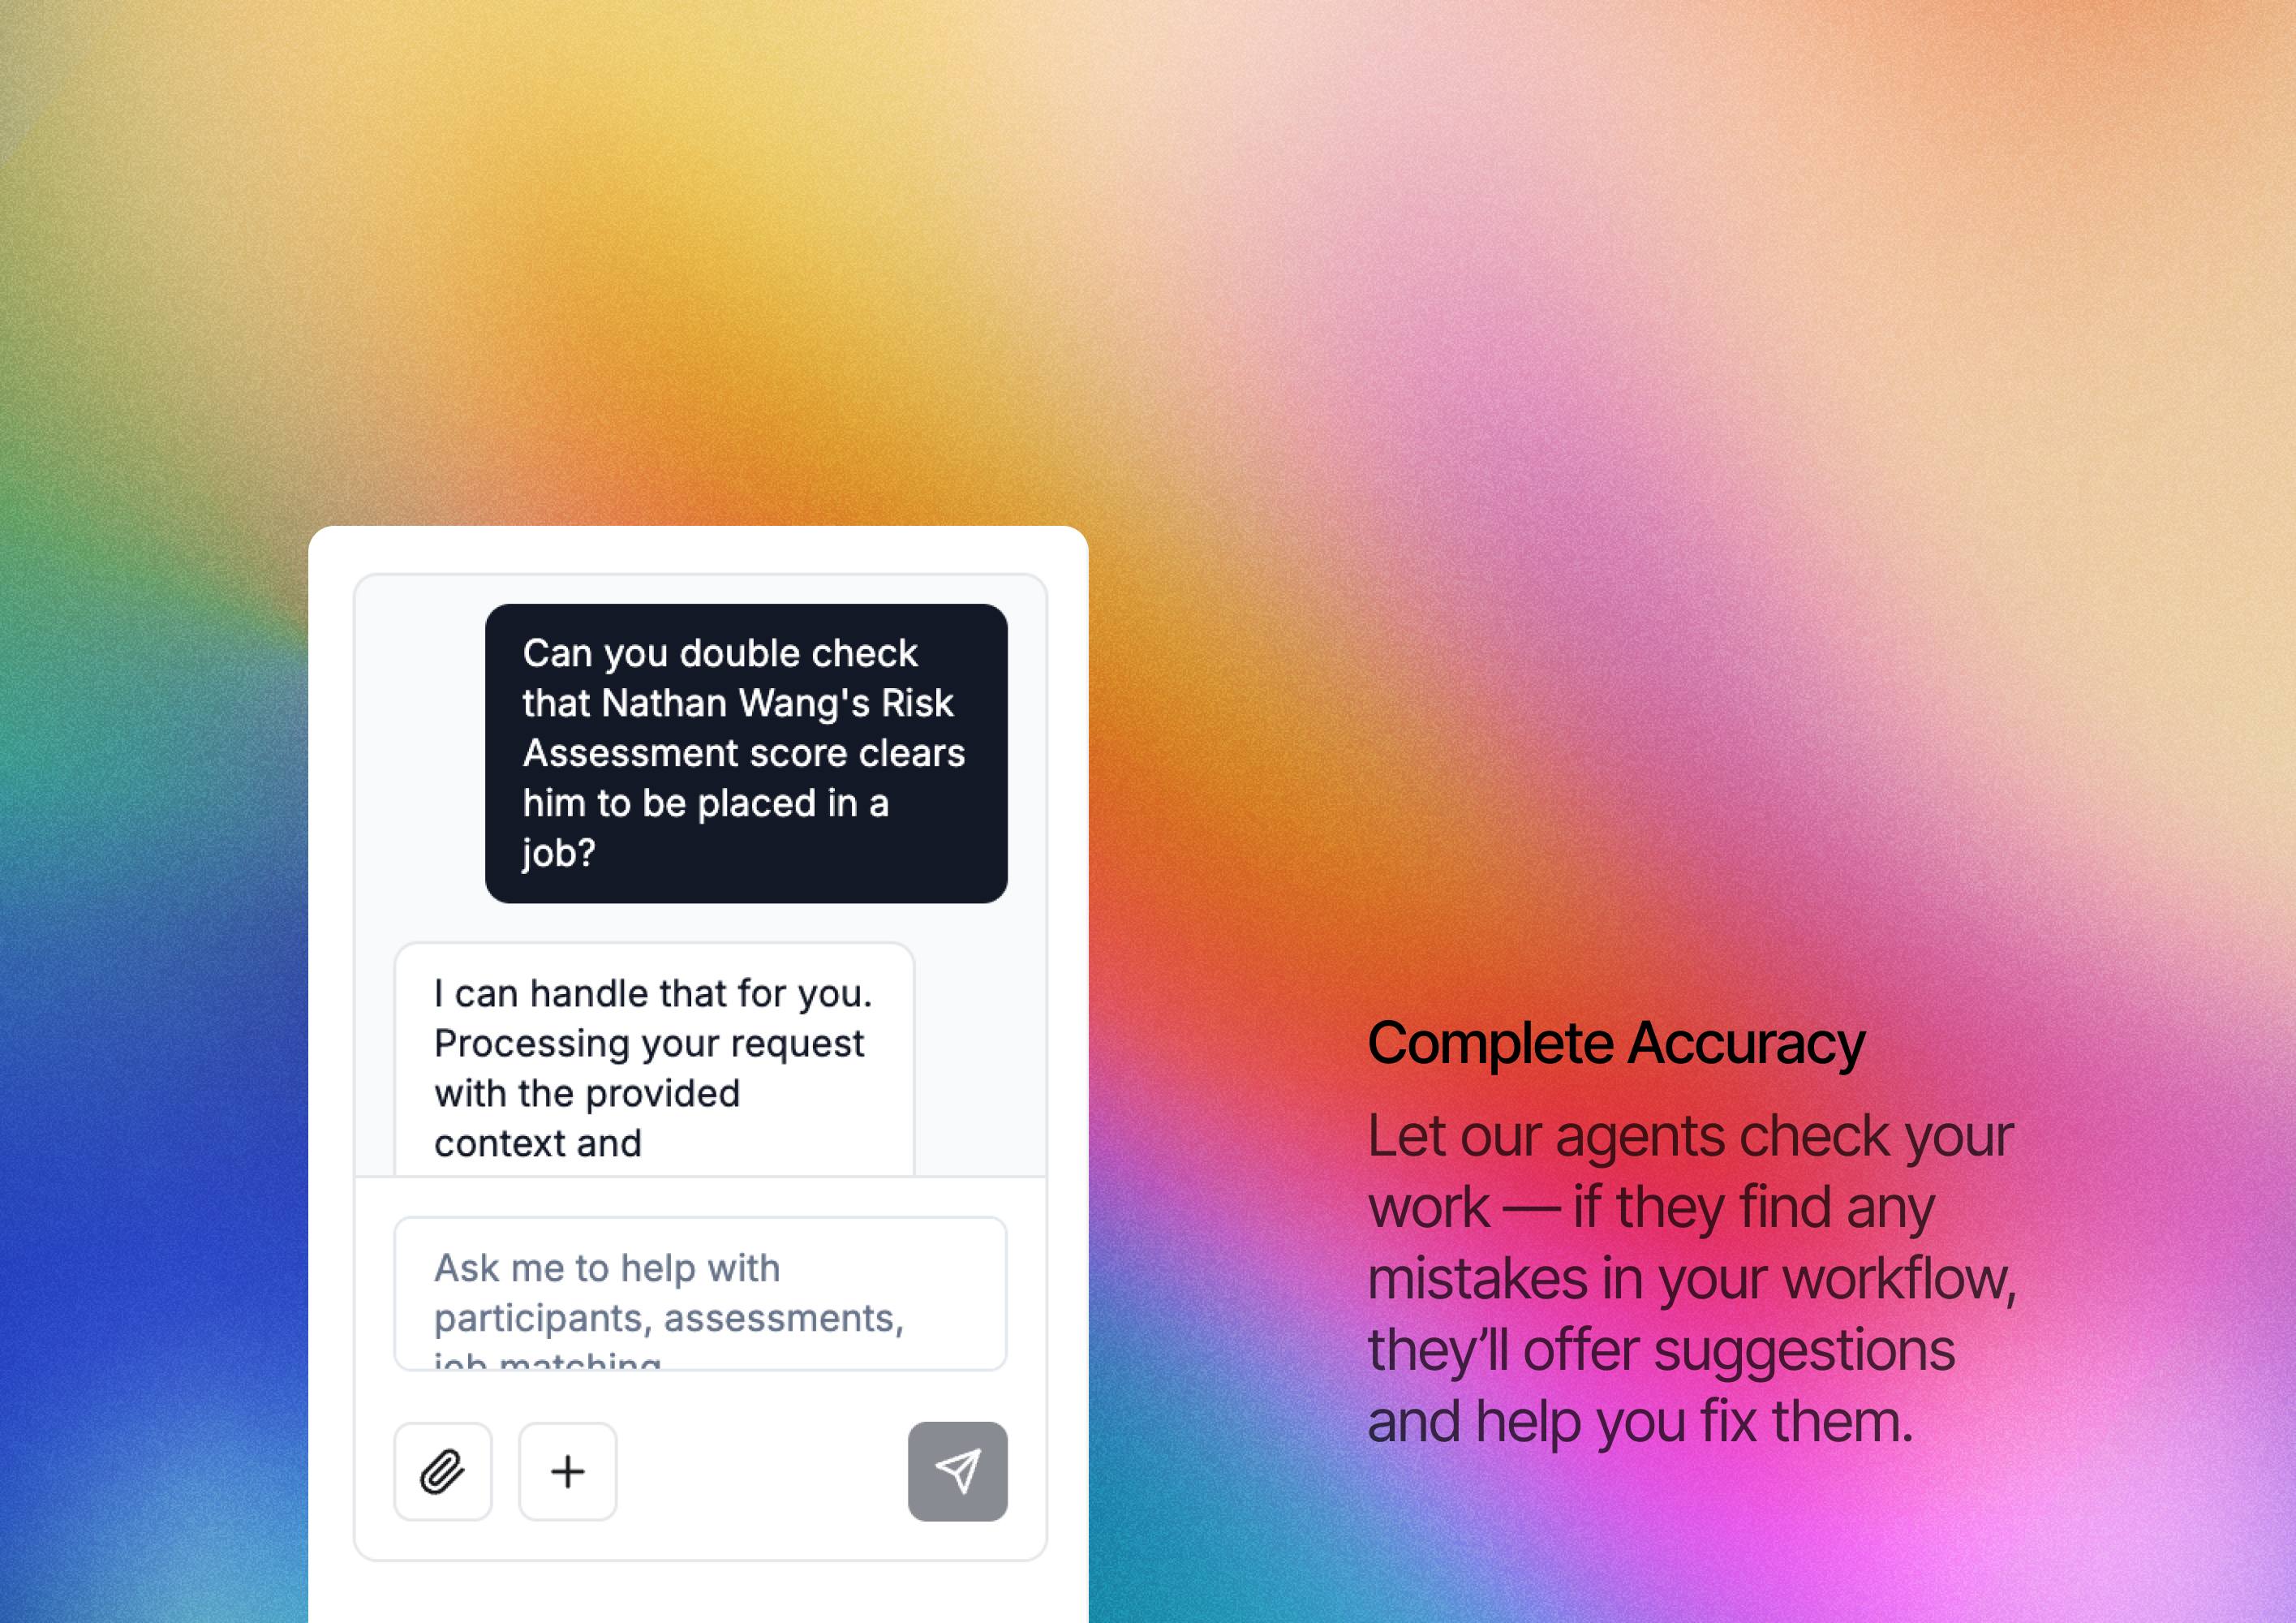 Can you double check
that Nathan Wang's Risk
Assessment score clears
him to be placed in a
job?
I can handle that for you.
Processing your request
with the provided
context and
Ask me to help with
participants, assessments,
job matching
Complete Accuracy
Let our agents check your
work — if they find any
mistakes in your workflow,
they’ll offer suggestions
and help you fix them.